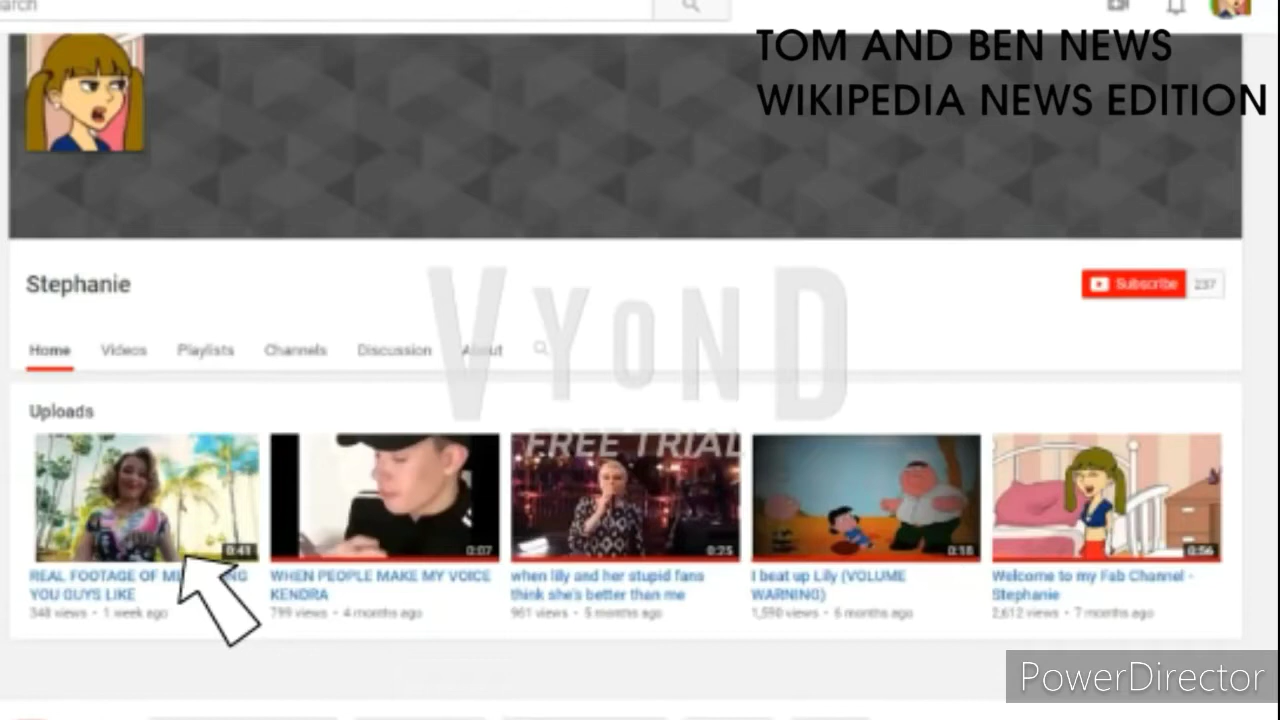 arch
TOM AND BEN NEWS
WIKIPEDIA NEWS EDITION
Stephanie
Subscribe 237
Home Videos Playlists Channels Discussion About
VYOND
FREE TRIAL
Uploads
0:41
0:07
0:25
0:18
0:56
REAL FOOTAGE OF
YOU GUYS LIKE
348 views • 1 week ago
WHEN PEOPLE MAKE MY VOICE
KENDRA
799 views • 4 months ago
when lily and her stupid fans
think she's better than me
961 views • 5 months ago
I beat up Lily (VOLUME
WARNING)
1,590 views • 6 months ago
Welcome to my Fab Channel -
Stephanie
2,612 views • 7 months ago
PowerDirector